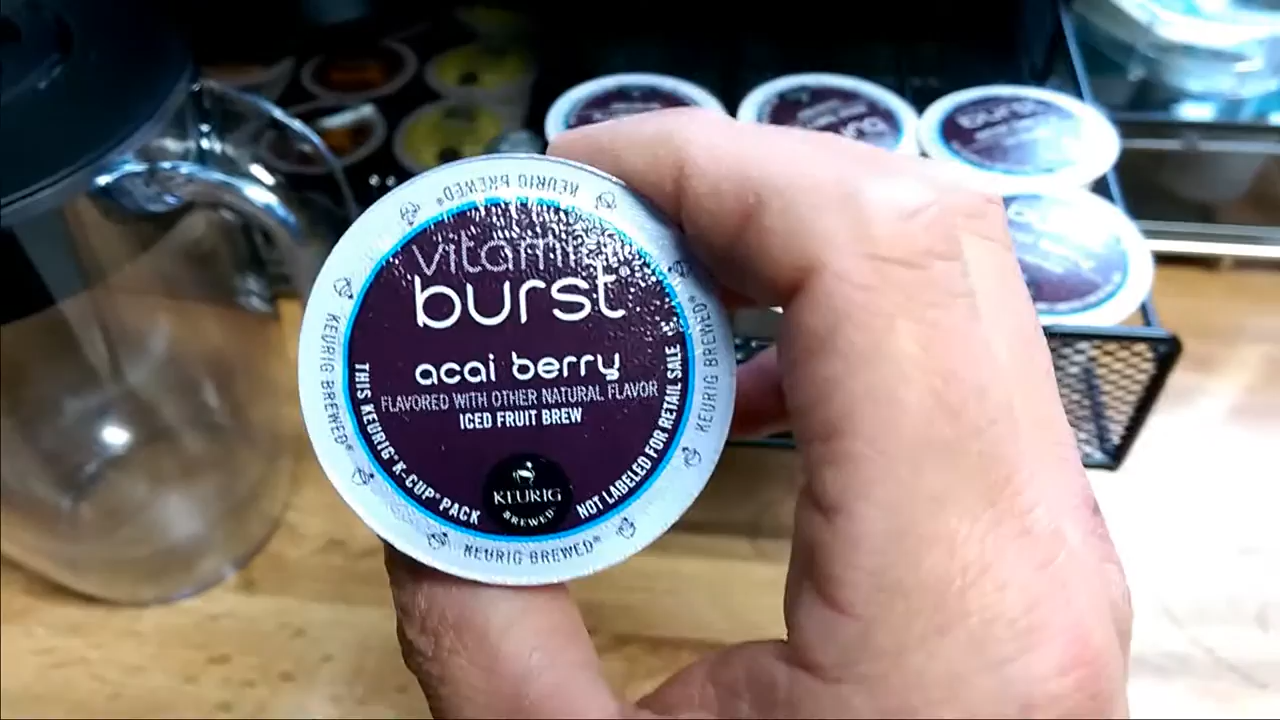 KEURIG BREWED®
vitamin
burst®
acai berry
FLAVORED WITH OTHER NATURAL FLAVOR
ICED FRUIT BREW
THIS KEURIG® K-CUP® PACK
NOT LABELED FOR RETAIL SALE
KEURIG
BREWED®
KEURIG BREWED®
KEURIG BREWED®
KEURIG BREWED®
burst